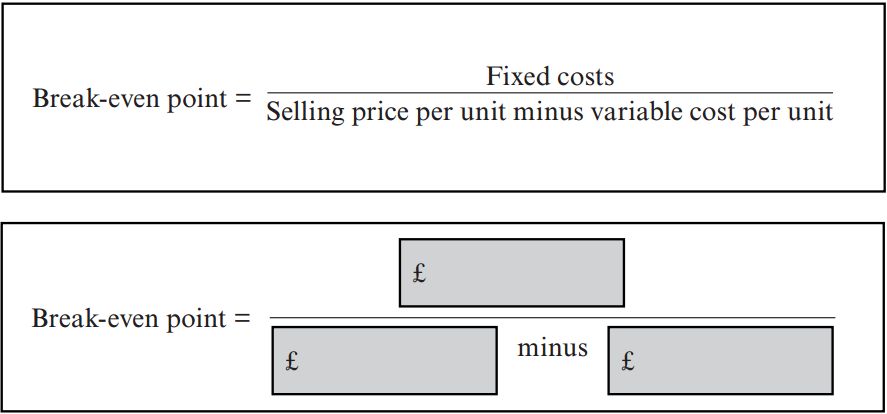 Fixed costs
Break-even point =
Selling price per unit minus variable cost per unit
£
Break-even point =
£ minus £